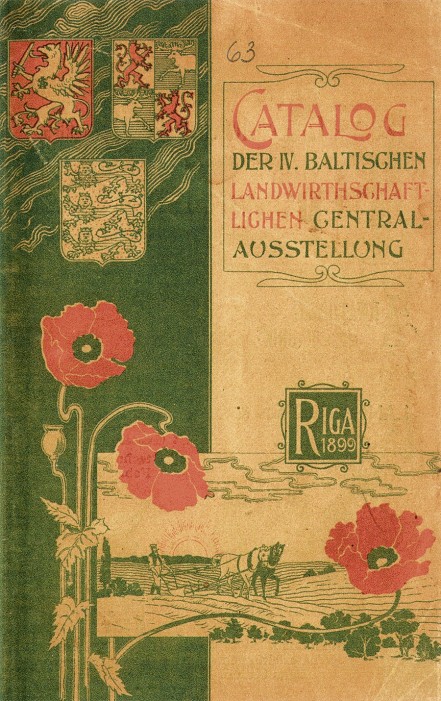 63
CATALOG
DER IV. BALTISCHEN
LANDWIRTHSCHAFT-
LICHEN CENTRAL-
AUSSTELLUNG
RIGA
1899